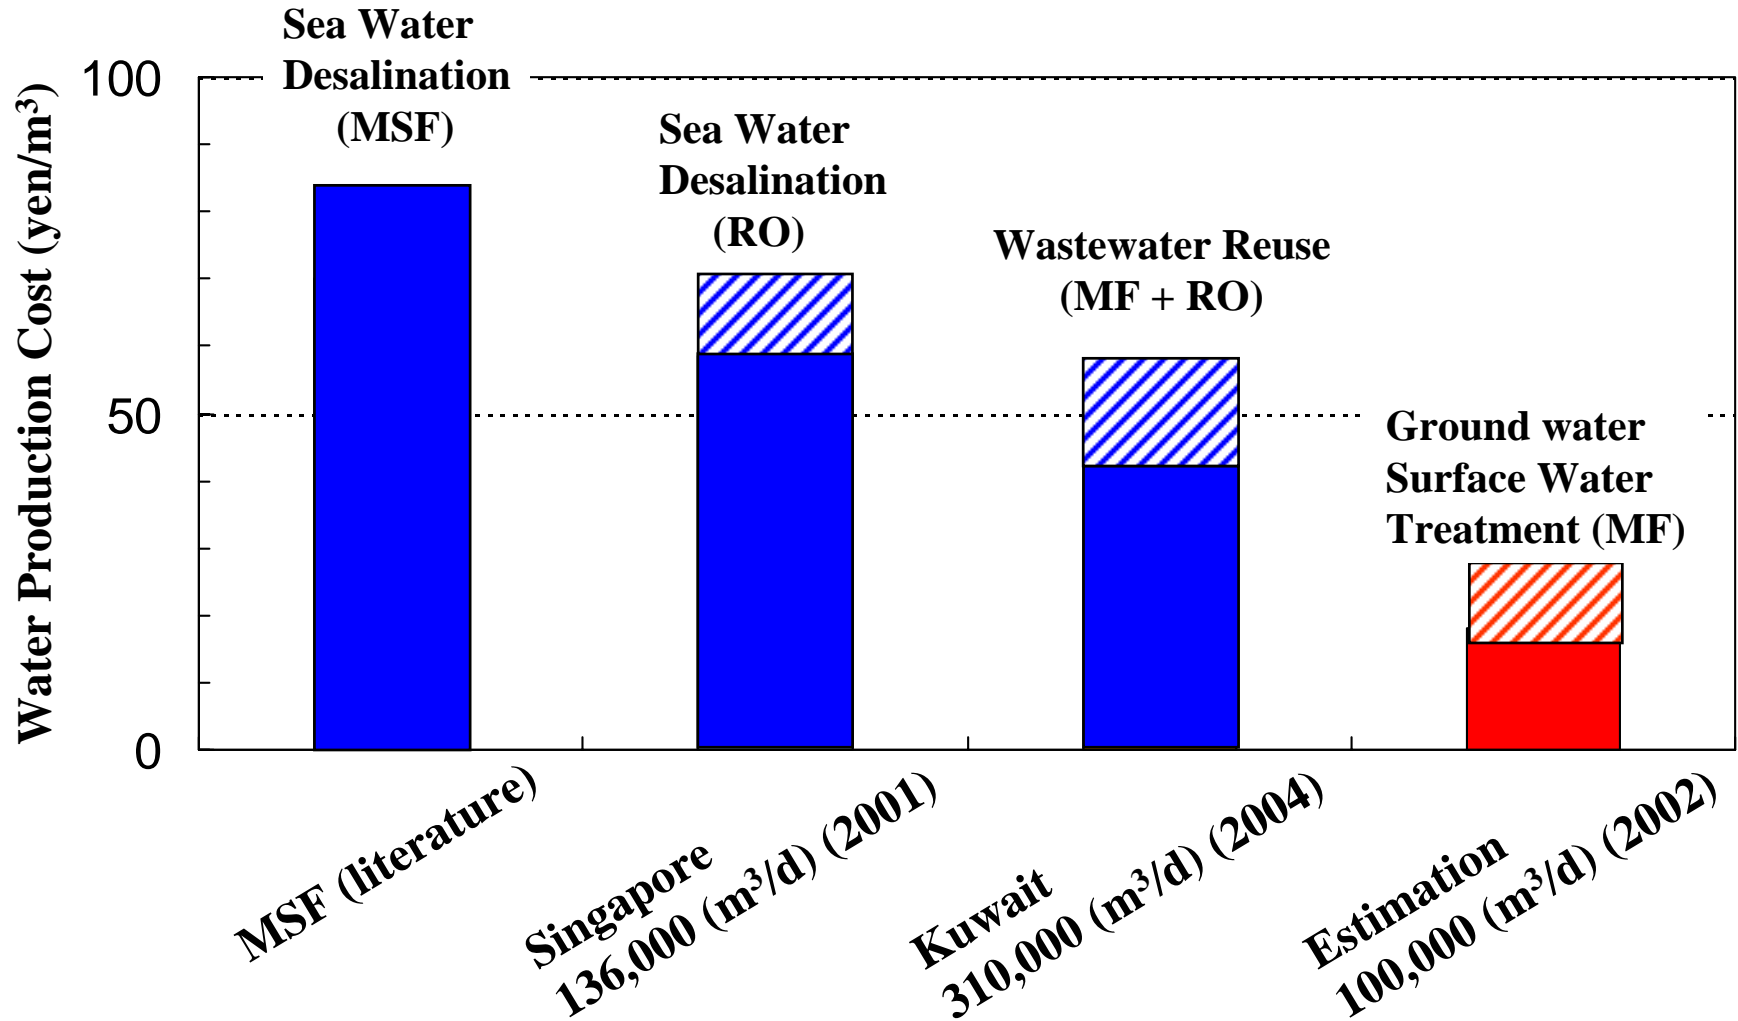 Sea Water
Desalination
(MSF)
Sea Water
Desalination
(RO)
Wastewater Reuse
(MF + RO)
Ground water
Surface Water
Treatment (MF)
Water Production Cost (yen/m³)
100
50
0
MSF (literature)
Singapore
136,000 (m³/d) (2001)
Kuwait
310,000 (m³/d) (2004)
Estimation
100,000 (m³/d) (2002)